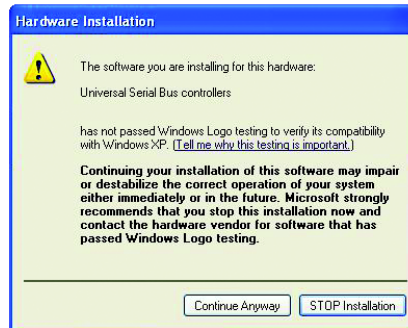 Hardware Installation
The software you are installing for this hardware:
Universal Serial Bus controllers
has not passed Windows Logo testing to verify its compatibility
with Windows XP. (Tell me why this testing is important.)
Continuing your installation of this software may impair
or destabilize the correct operation of your system
either immediately or in the future. Microsoft strongly
recommends that you stop this installation now and
contact the hardware vendor for software that has
passed Windows Logo testing.
Continue Anyway
STOP Installation